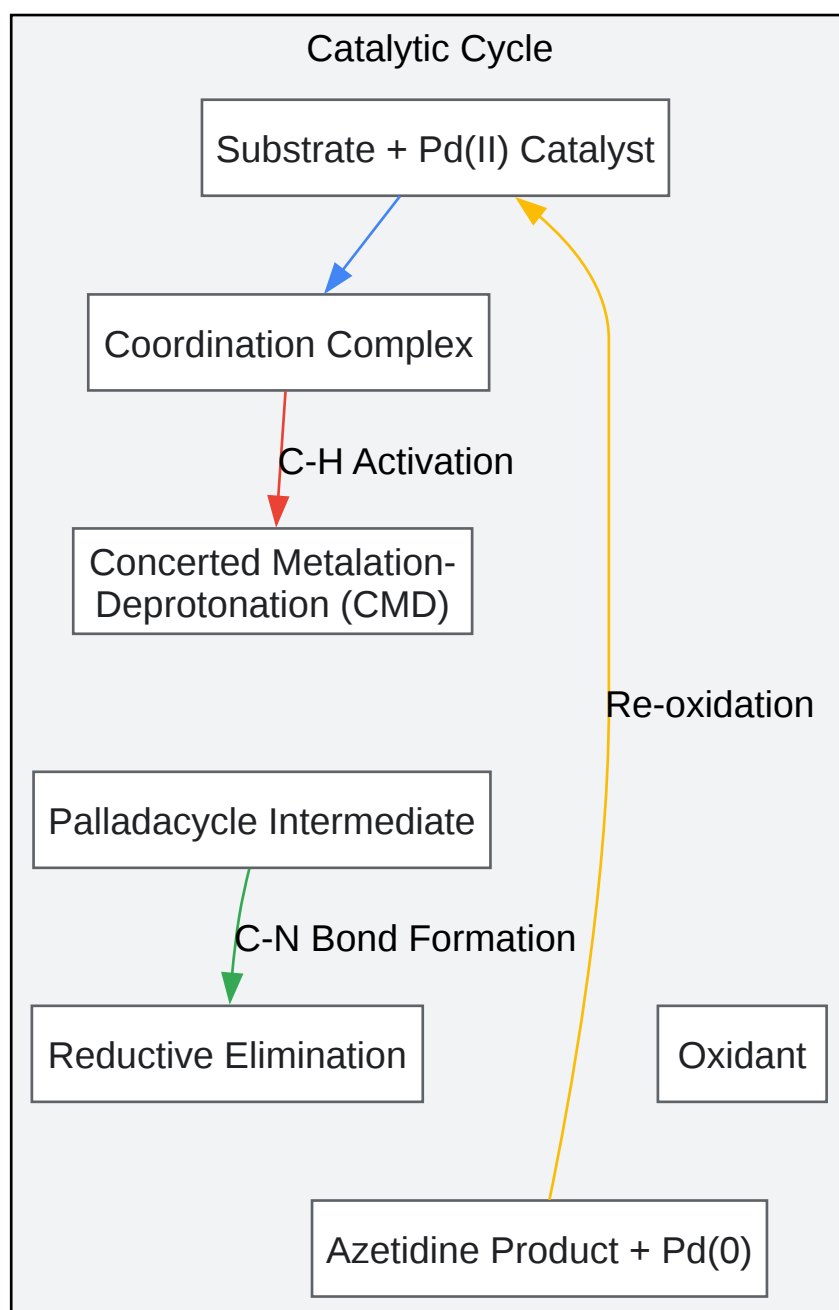 Catalytic Cycle
Substrate + Pd(II) Catalyst
Coordination Complex
C-H Activation
Concerted Metalation-
Deprotonation (CMD)
Re-oxidation
Palladacycle Intermediate
C-N Bond Formation
Reductive Elimination
Oxidant
Azetidine Product + Pd(0)